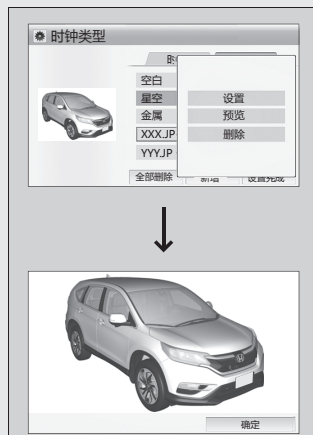 时钟类型
时
空白
星空
设置
金属
预览
XXX.JP
删除
YYY.JP
全部删除 新增 设置完成
确定